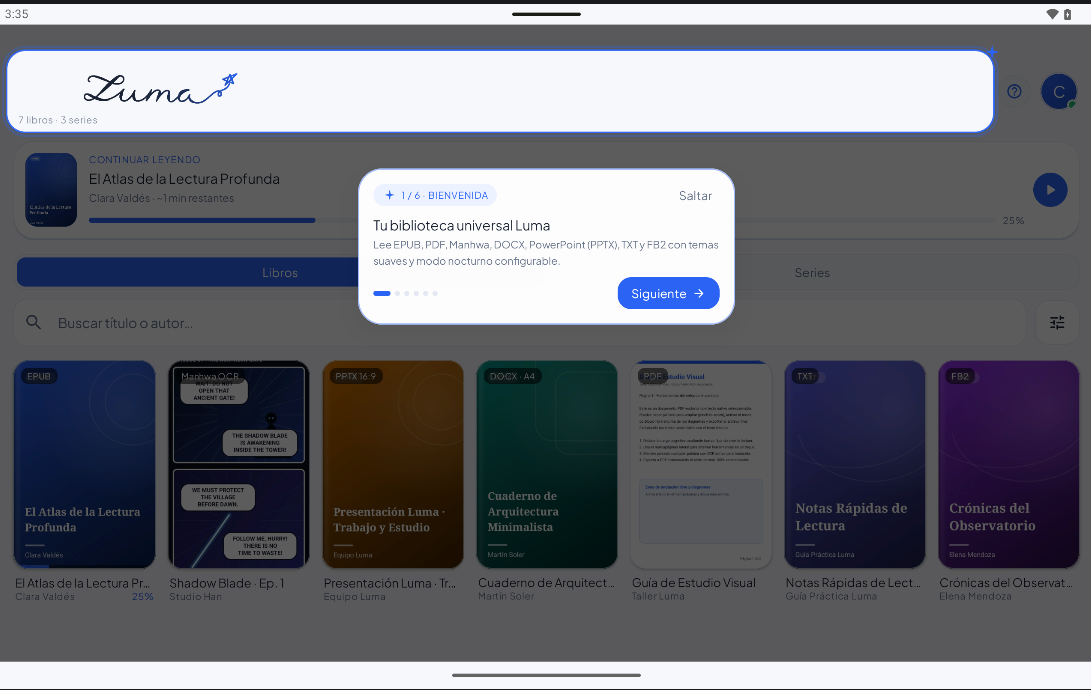 3:35
Luma
7 libros · 3 series
C
CONTINUAR LEYENDO
El Atlas de la Lectura Profunda
Clara Valdés · ~1 min restantes
25%
1 / 6 · BIENVENIDA
Saltar
Tu biblioteca universal Luma
Lee EPUB, PDF, Manhwa, DOCX, PowerPoint (PPTX), TXT y FB2 con temas
suaves y modo nocturno configurable.
Siguiente
Libros
Series
Buscar título o autor...
EPUB
El Atlas de la Lectura
Profunda
Clara Valdés
El Atlas de la Lectura Pr...
Clara Valdés
25%
Manhwa OCR
OPEN THAT
ANCIENT GATE!
THE SHADOW BLADE
IS AWAKENING
INSIDE THE TOWER!
WE MUST PROTECT
THE VILLAGE
BEFORE DAWN.
FOLLOW ME, HURRY!
THERE IS NO
TIME TO WASTE!
Shadow Blade · Ep. 1
Studio Han
PPTX 16:9
Presentación Luma ·
Trabajo y Estudio
Equipo Luma
Presentación Luma · Tr...
Equipo Luma
DOCX · A4
Cuaderno de
Arquitectura
Minimalista
Martín Soler
Cuaderno de Arquitect...
Martín Soler
PDF
Estudio Visual
Guía de Estudio Visual
Taller Luma
TXT
Notas Rápidas de
Lectura
Guía Práctica Luma
Notas Rápidas de Lect...
Guía Práctica Luma
FB2
Crónicas del
Observatorio
Elena Mendoza
Crónicas del Observat...
Elena Mendoza